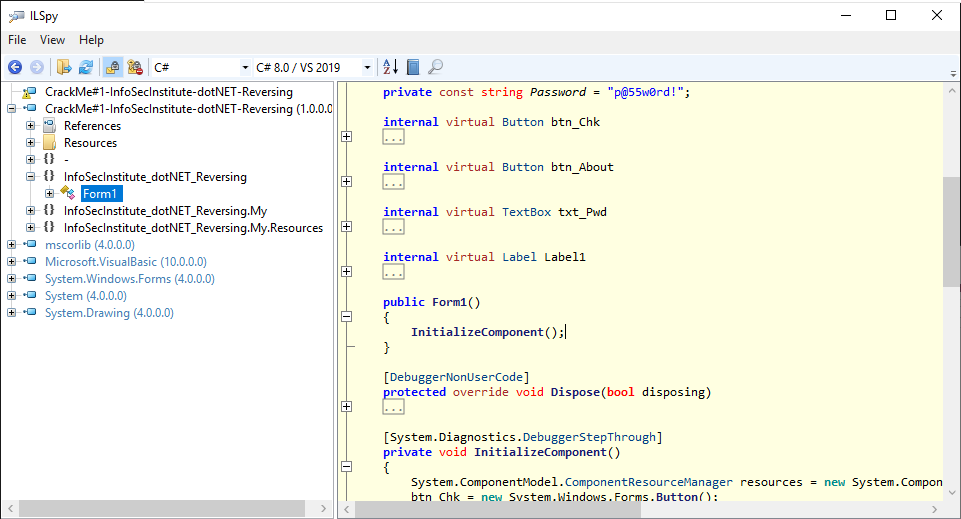 ILSpy
File View Help
C# C# 8.0 / VS 2019
CrackMe#1-InfoSecInstitute-dotNET-Reversing
CrackMe#1-InfoSecInstitute-dotNET-Reversing (1.0.0.0
References
Resources
{} -
{} InfoSecInstitute_dotNET_Reversing
Form1
{} InfoSecInstitute_dotNET_Reversing.My
{} InfoSecInstitute_dotNET_Reversing.My.Resources
mscorlib (4.0.0.0)
Microsoft.VisualBasic (10.0.0.0)
System.Windows.Forms (4.0.0.0)
System (4.0.0.0)
System.Drawing (4.0.0.0)
private const string Password = "p@55w0rd!";
internal virtual Button btn_Chk
...
internal virtual Button btn_About
...
internal virtual TextBox txt_Pwd
...
internal virtual Label Label1
...
public Form1()
{
InitializeComponent();
}
[DebuggerNonUserCode]
protected override void Dispose(bool disposing)
...
[System.Diagnostics.DebuggerStepThrough]
private void InitializeComponent()
{
System.ComponentModel.ComponentResourceManager resources = new System.Compon
btn_Chk = new System.Windows.Forms.Button();